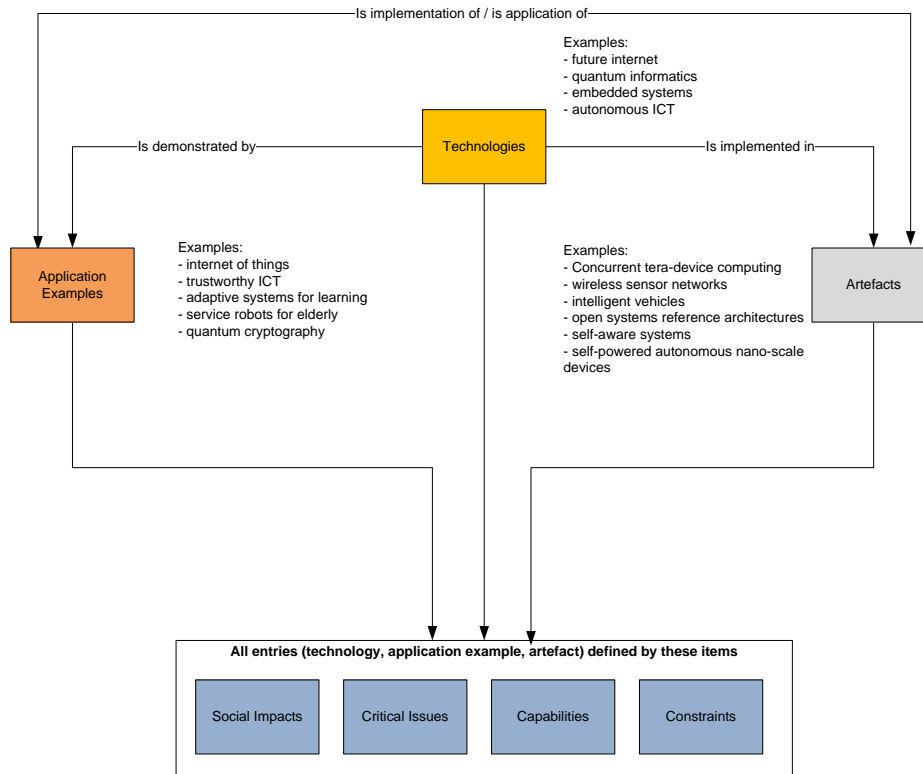 Is implementation of / is application of
Examples:
- future internet
- quantum informatics
- embedded systems
- autonomous ICT
Is demonstrated by
Technologies
Is implemented in
Application
Examples
Examples:
- internet of things
- trustworthy ICT
- adaptive systems for learning
- service robots for elderly
- quantum cryptography
Examples:
- Concurrent tera-device computing
- wireless sensor networks
- intelligent vehicles
- open systems reference architectures
- self-aware systems
- self-powered autonomous nano-scale
devices
Artefacts
All entries (technology, application example, artefact) defined by these items
Social Impacts
Critical Issues
Capabilities
Constraints